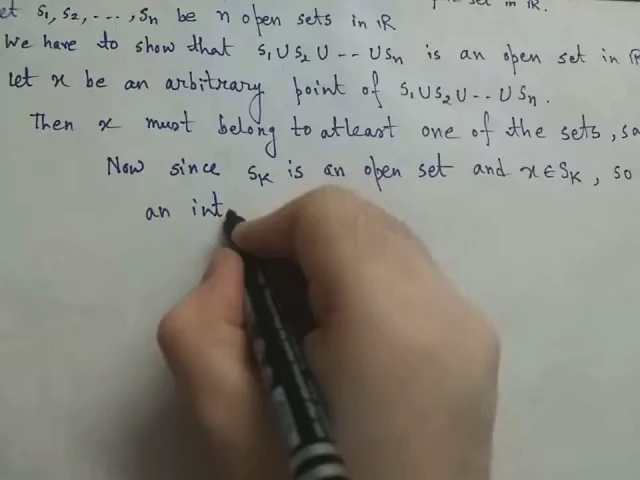 set in R.
et S₁, S₂, ..., Sₙ be n open sets in R
We have to show that S₁ U S₂ U -- U Sₙ is an open set in R
Let x be an arbitrary point of S₁ U S₂ U -- U Sₙ.
Then x must belong to atleast one of the sets, sa
Now since Sₖ is an open set and x ∈ Sₖ, so
an int